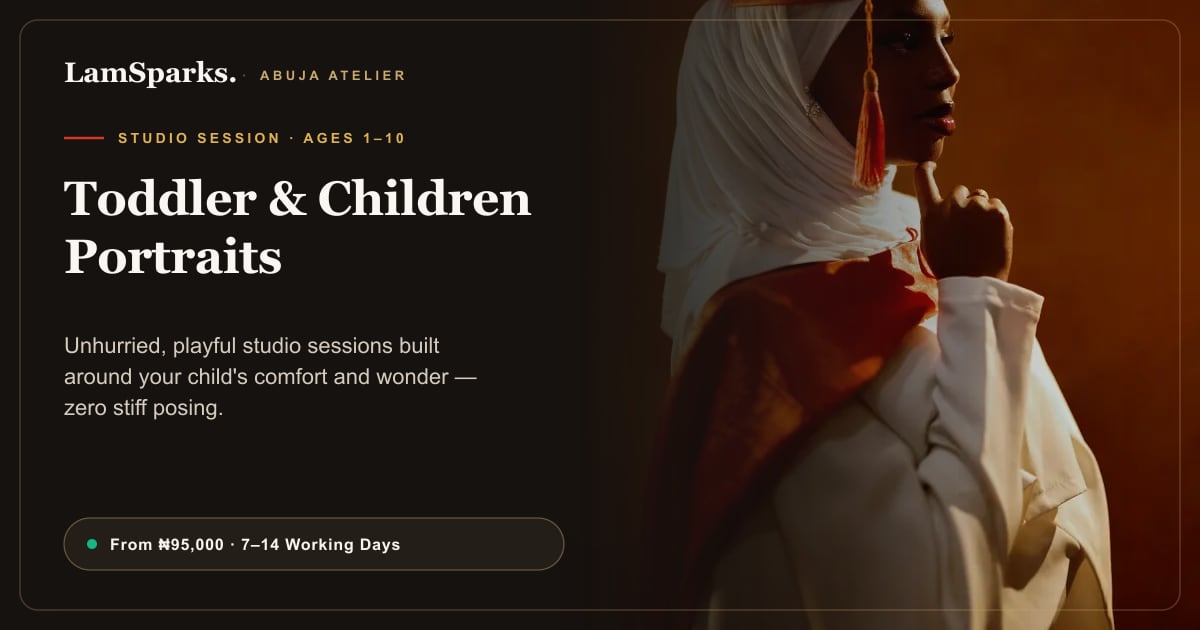 LamSparks. · ABUJA ATELIER
STUDIO SESSION · AGES 1–10
Toddler & Children
Portraits
Unhurried, playful studio sessions built
around your child's comfort and wonder —
zero stiff posing.
From ₦95,000 · 7–14 Working Days